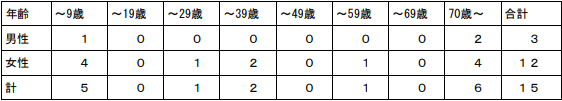 年齢 ～9歳 ～19歳 ～29歳 ～39歳 ～49歳 ～59歳 ～69歳 70歳～ 合計
男性 1 0 0 0 0 0 0 2 3
女性 4 0 1 2 0 1 0 4 12
計 5 0 1 2 0 1 0 6 15